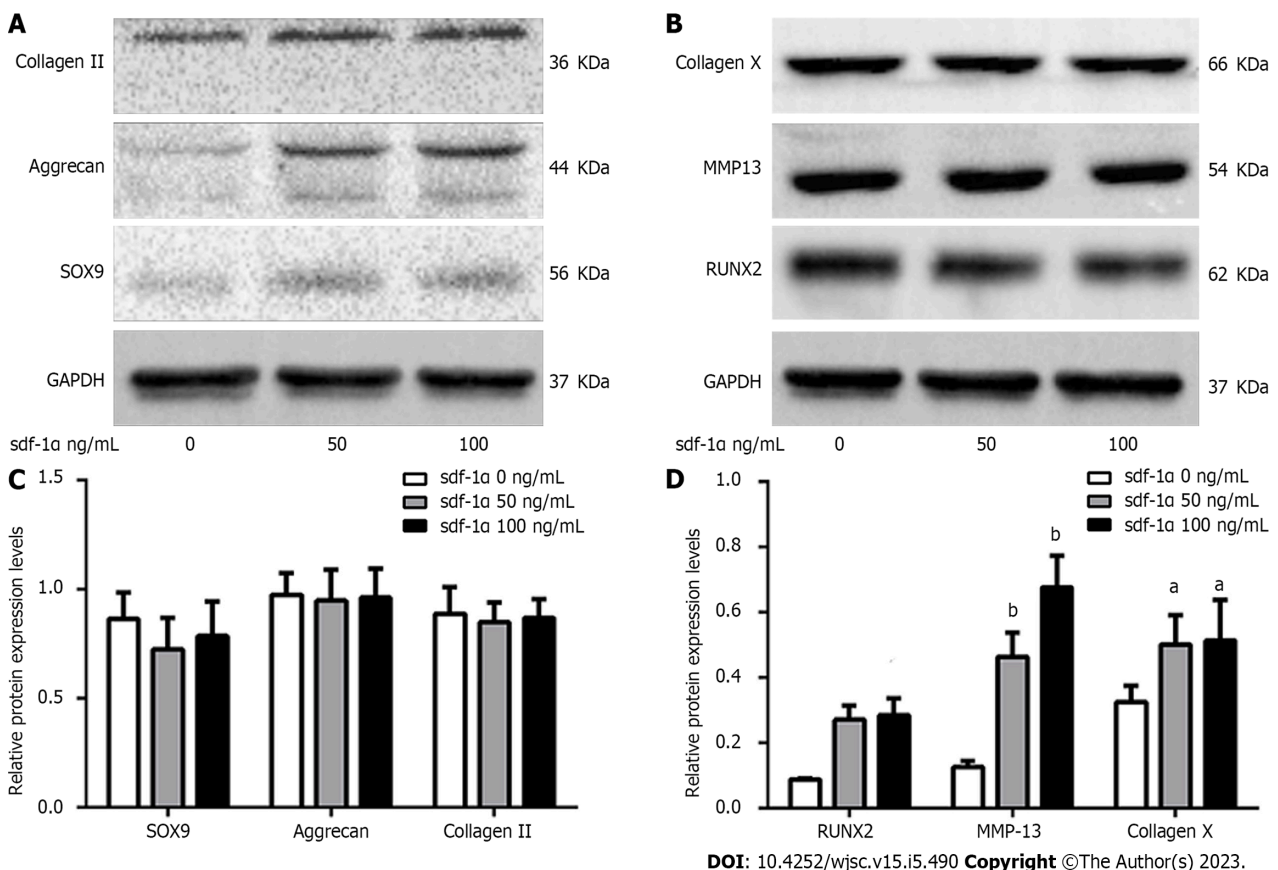 A
Collagen II
36 KDa
Aggrecan
44 KDa
SOX9
56 KDa
GAPDH
37 KDa
sdf-1α ng/mL 0 50 100
B
Collagen X
66 KDa
MMP13
54 KDa
RUNX2
62 KDa
GAPDH
37 KDa
sdf-1α ng/mL 0 50 100
C
Relative protein expression levels
1.5
1.0
0.5
0.0
sdf-1α 0 ng/mL
sdf-1α 50 ng/mL
sdf-1α 100 ng/mL
SOX9 Aggrecan Collagen II
D
Relative protein expression levels
1.0
0.8
0.6
0.4
0.2
0.0
sdf-1α 0 ng/mL
sdf-1α 50 ng/mL
sdf-1α 100 ng/mL
b
b
a
a
RUNX2 MMP-13 Collagen X
DOI: 10.4252/wjsc.v15.i5.490 Copyright ©The Author(s) 2023.